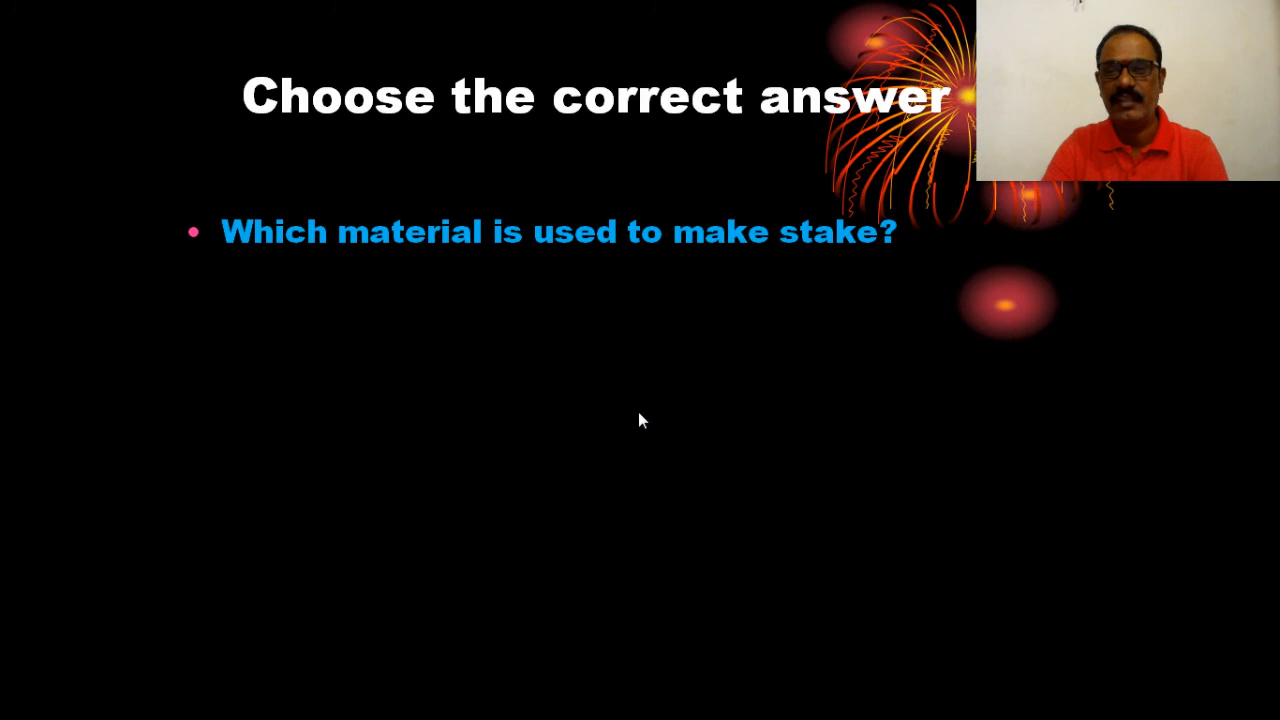 Choose the correct answer
• Which material is used to make stake?